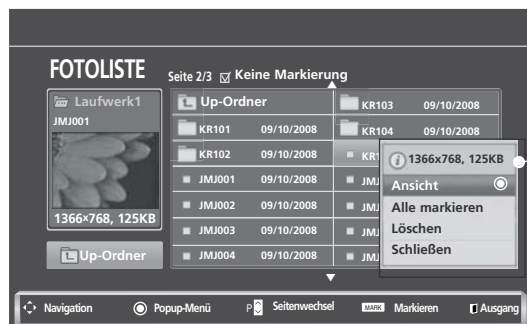 FOTOLISTE
Seite 2/3 Keine Markierung
Laufwerk1
JMJ001
1366x768, 125KB
Up-Ordner
Up-Ordner
KR101 09/10/2008
KR102 09/10/2008
JMJ001 09/10/2008
JMJ002 09/10/2008
JMJ003 09/10/2008
JMJ004 09/10/2008
KR103 09/10/2008
KR104 09/10/2008
1366x768, 125KB
Ansicht
Alle markieren
Löschen
Schließen
Navigation Popup-Menü P Seitenwechsel MARK Markieren Ausgang